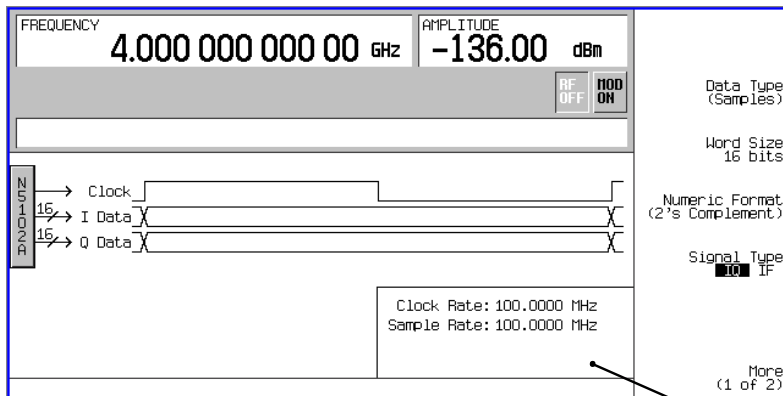 FREQUENCY
4.000 000 000 00 GHz
AMPLITUDE
-136.00 dBm
RF OFF
MOD ON
Data Type
(Samples)
Word Size
16 bits
N5102A
Clock
16 I Data
16 Q Data
Numeric Format
(2's Complement)
Signal Type
IQ IF
Clock Rate: 100.0000 MHz
Sample Rate: 100.0000 MHz
More
(1 of 2)